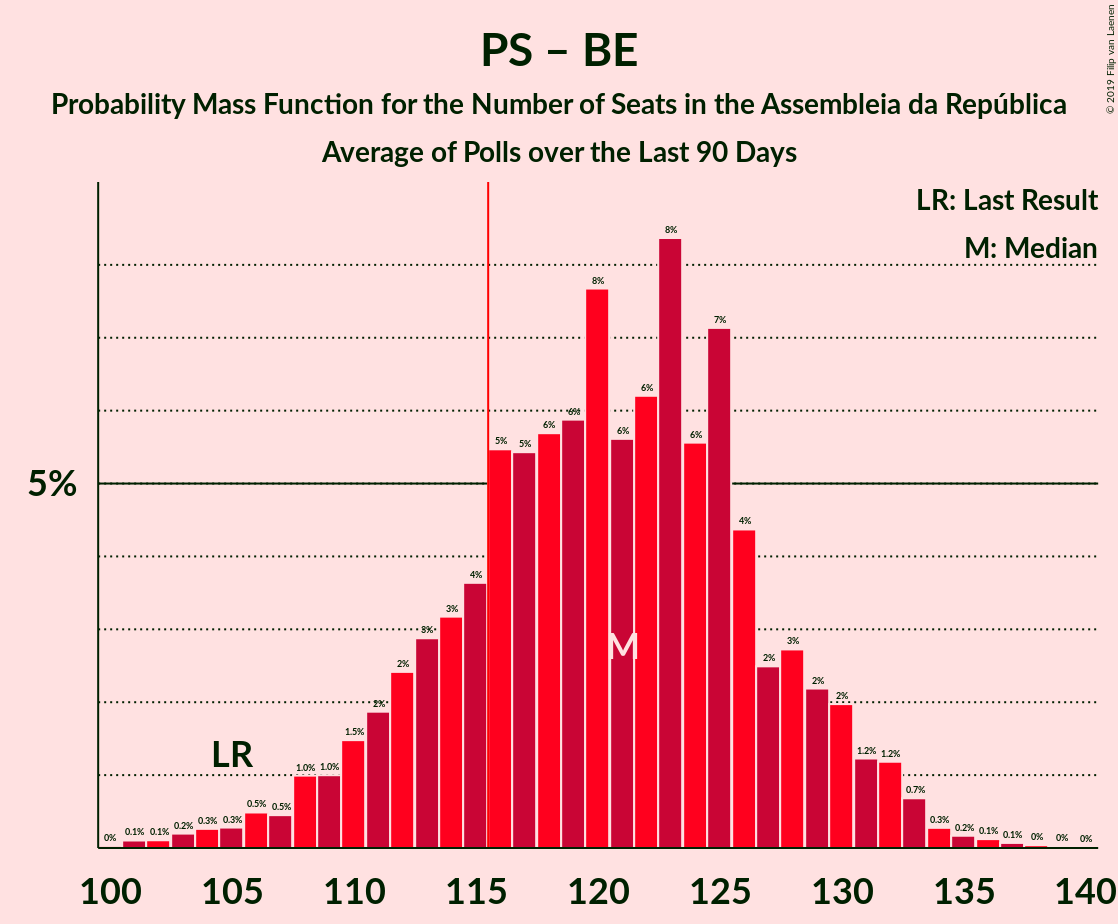 PS – BE
Probability Mass Function for the Number of Seats in the Assembleia da República
Average of Polls over the Last 90 Days
© 2019 Filip van Laenen
LR: Last Result
M: Median
5%
LR
M
0% 0.1% 0.1% 0.2% 0.3% 0.3% 0.5% 0.5% 1.0% 1.0% 1.5% 2% 2% 3% 3% 4% 5% 5% 6% 6% 8% 6% 6% 8% 6% 7% 4% 2% 3% 2% 2% 1.2% 1.2% 0.7% 0.3% 0.2% 0.1% 0.1% 0% 0% 0%
100 105 110 115 120 125 130 135 140